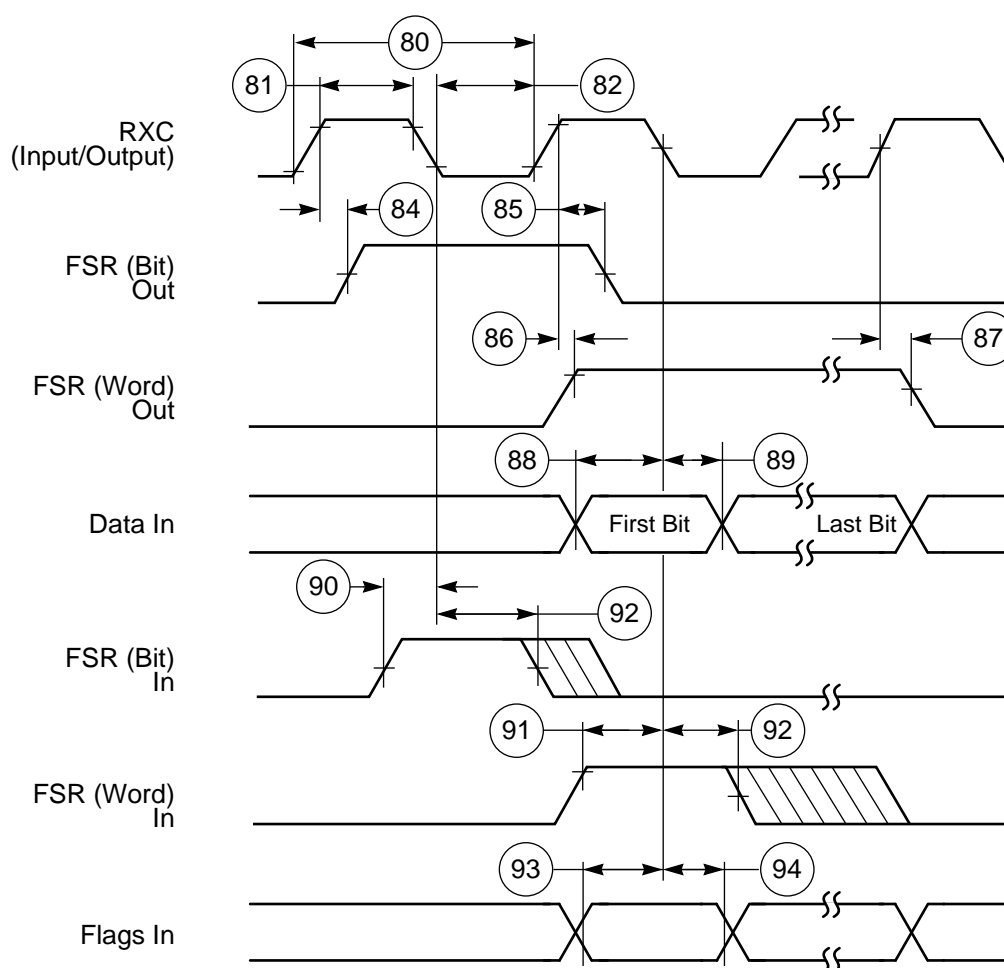 80
81
82
RXC
(Input/Output)
84
85
FSR (Bit)
Out
86
87
FSR (Word)
Out
88
89
Data In
First Bit
Last Bit
90
92
FSR (Bit)
In
91
92
FSR (Word)
In
93
94
Flags In